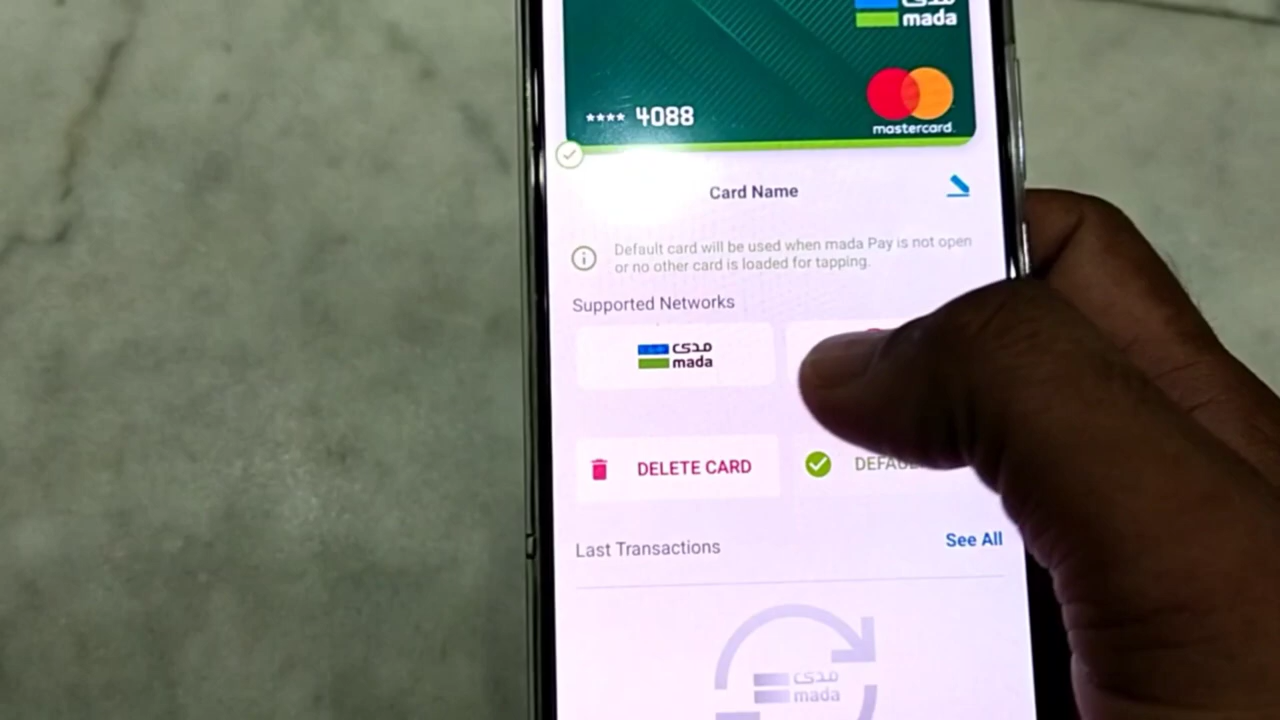 مدى
mada
**** 4088
mastercard.
Card Name
Default card will be used when mada Pay is not open
or no other card is loaded for tapping.
Supported Networks
مدى
mada
DELETE CARD
Last Transactions
See All
مدى
mada